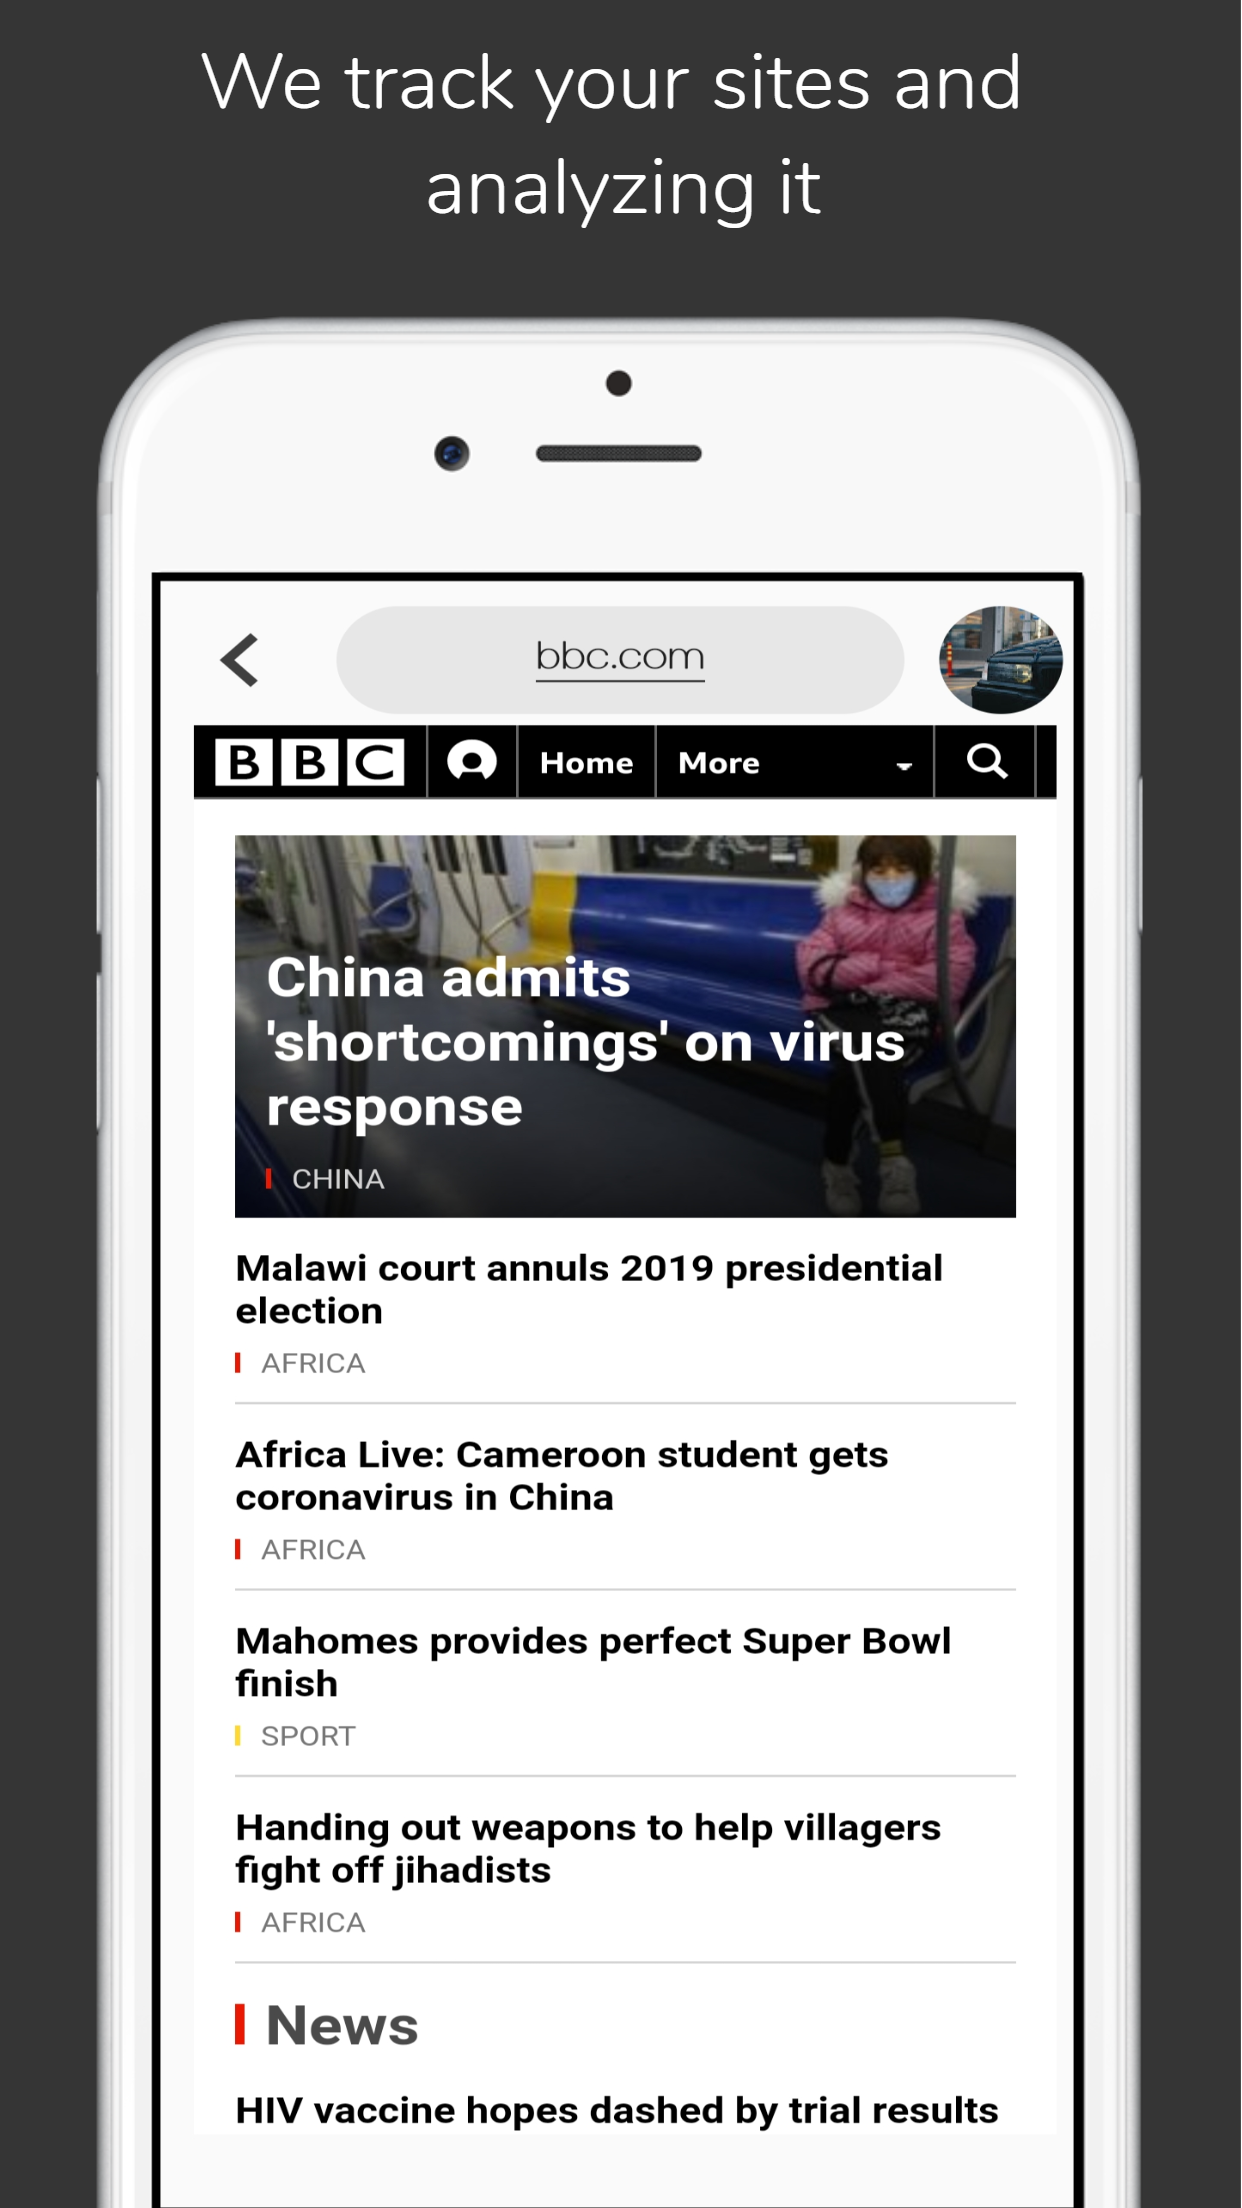 We track your sites and
analyzing it
bbc.com
BBC Home More
China admits
'shortcomings' on virus
response
CHINA
Malawi court annuls 2019 presidential
election
AFRICA
Africa Live: Cameroon student gets
coronavirus in China
AFRICA
Mahomes provides perfect Super Bowl
finish
SPORT
Handing out weapons to help villagers
fight off jihadists
AFRICA
News
HIV vaccine hopes dashed by trial results